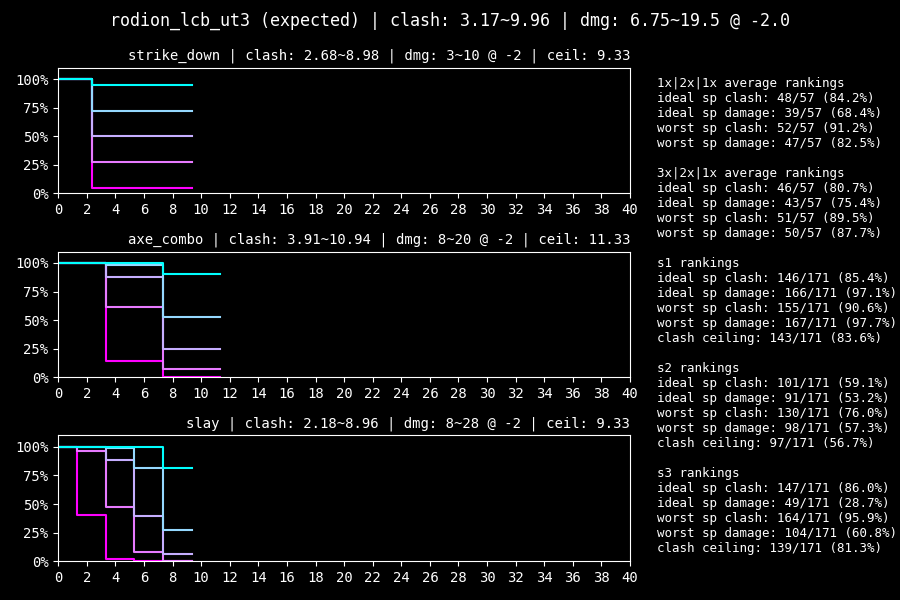 rodion_lcb_ut3 (expected) | clash: 3.17~9.96 | dmg: 6.75~19.5 @ -2.0
strike_down | clash: 2.68~8.98 | dmg: 3~10 @ -2 | ceil: 9.33
100%
75%
50%
25%
0%
0 2 4 6 8 10 12 14 16 18 20 22 24 26 28 30 32 34 36 38 40
axe_combo | clash: 3.91~10.94 | dmg: 8~20 @ -2 | ceil: 11.33
100%
75%
50%
25%
0%
0 2 4 6 8 10 12 14 16 18 20 22 24 26 28 30 32 34 36 38 40
slay | clash: 2.18~8.96 | dmg: 8~28 @ -2 | ceil: 9.33
100%
75%
50%
25%
0%
0 2 4 6 8 10 12 14 16 18 20 22 24 26 28 30 32 34 36 38 40
1x|2x|1x average rankings
ideal sp clash: 48/57 (84.2%)
ideal sp damage: 39/57 (68.4%)
worst sp clash: 52/57 (91.2%)
worst sp damage: 47/57 (82.5%)
3x|2x|1x average rankings
ideal sp clash: 46/57 (80.7%)
ideal sp damage: 43/57 (75.4%)
worst sp clash: 51/57 (89.5%)
worst sp damage: 50/57 (87.7%)
s1 rankings
ideal sp clash: 146/171 (85.4%)
ideal sp damage: 166/171 (97.1%)
worst sp clash: 155/171 (90.6%)
worst sp damage: 167/171 (97.7%)
clash ceiling: 143/171 (83.6%)
s2 rankings
ideal sp clash: 101/171 (59.1%)
ideal sp damage: 91/171 (53.2%)
worst sp clash: 130/171 (76.0%)
worst sp damage: 98/171 (57.3%)
clash ceiling: 97/171 (56.7%)
s3 rankings
ideal sp clash: 147/171 (86.0%)
ideal sp damage: 49/171 (28.7%)
worst sp clash: 164/171 (95.9%)
worst sp damage: 104/171 (60.8%)
clash ceiling: 139/171 (81.3%)